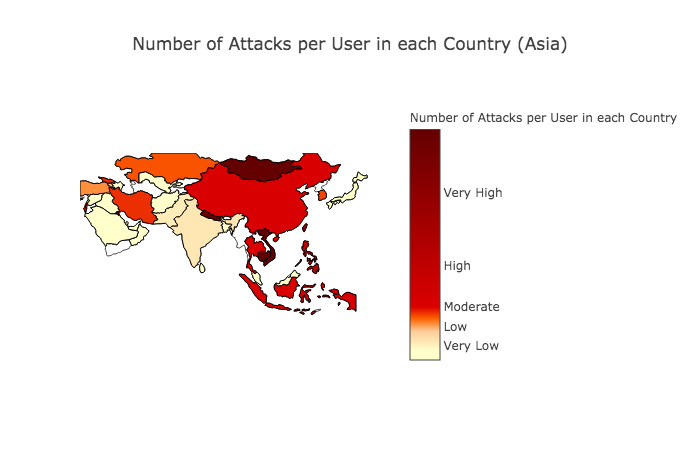 Number of Attacks per User in each Country (Asia)
Number of Attacks per User in each Country
Very High
High
Moderate
Low
Very Low